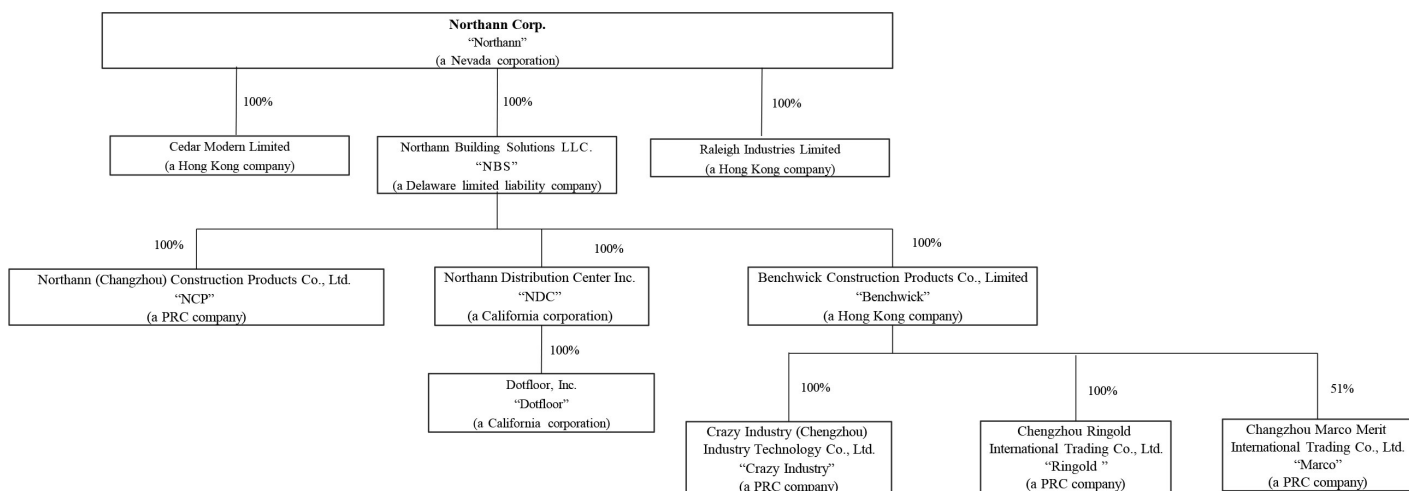 Northann Corp.
“Northann”
(a Nevada corporation)
100%
100%
100%
Cedar Modern Limited
(a Hong Kong company)
Northann Building Solutions LLC.
“NBS”
(a Delaware limited liability company)
Raleigh Industries Limited
(a Hong Kong company)
100%
100%
100%
Northann (Changzhou) Construction Products Co., Ltd.
“NCP”
(a PRC company)
Northann Distribution Center Inc.
“NDC”
(a California corporation)
Benchwick Construction Products Co., Limited
“Benchwick”
(a Hong Kong company)
100%
Dotfloor, Inc.
“Dotfloor”
(a California corporation)
100%
100%
51%
Crazy Industry (Chengzhou)
Industry Technology Co., Ltd.
“Crazy Industry”
(a PRC company)
Chengzhou Ringold
International Trading Co., Ltd.
“Ringold ”
(a PRC company)
Changzhou Marco Merit
International Trading Co., Ltd.
“Marco”
(a PRC company)